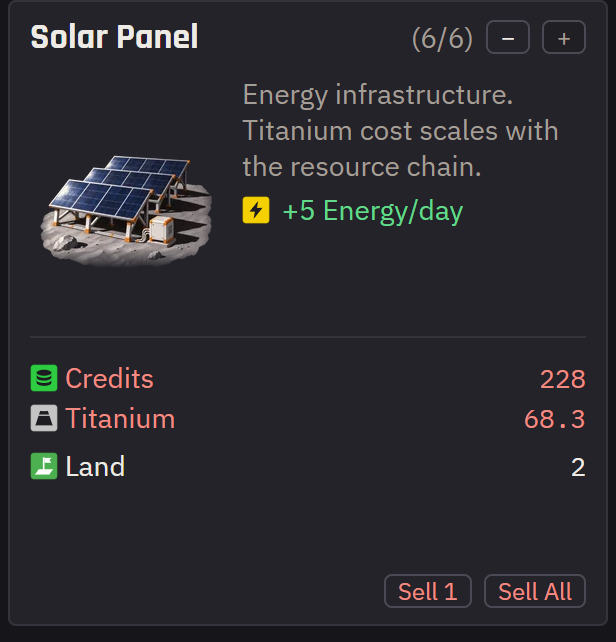 Solar Panel (6/6) − +
Energy infrastructure.
Titanium cost scales with
the resource chain.
+5 Energy/day
Credits 228
Titanium 68.3
Land 2
Sell 1 Sell All